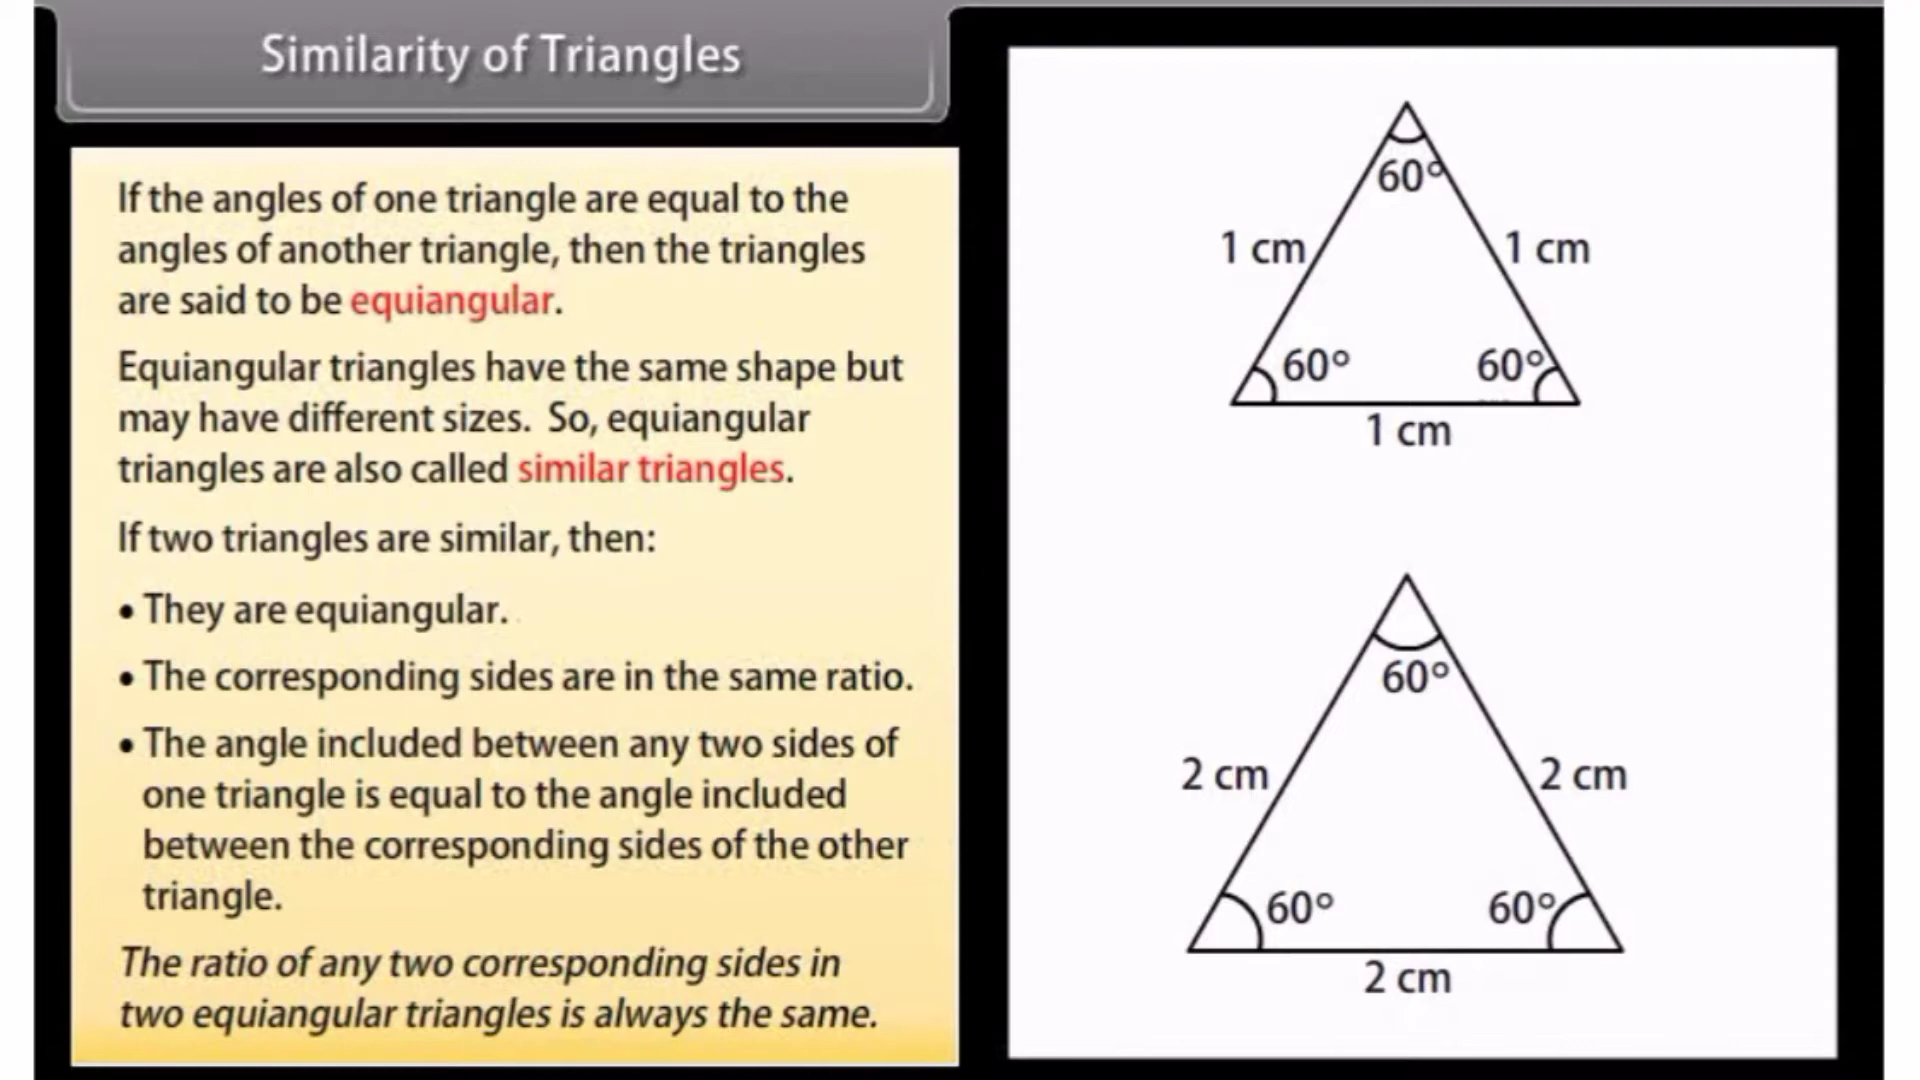 Similarity of Triangles
If the angles of one triangle are equal to the
angles of another triangle, then the triangles
are said to be equiangular.
Equiangular triangles have the same shape but
may have different sizes. So, equiangular
triangles are also called similar triangles.
If two triangles are similar, then:
• They are equiangular.
• The corresponding sides are in the same ratio.
• The angle included between any two sides of
one triangle is equal to the angle included
between the corresponding sides of the other
triangle.
The ratio of any two corresponding sides in
two equiangular triangles is always the same.
60°
1 cm 1 cm
60° 60°
1 cm
60°
2 cm 2 cm
60° 60°
2 cm